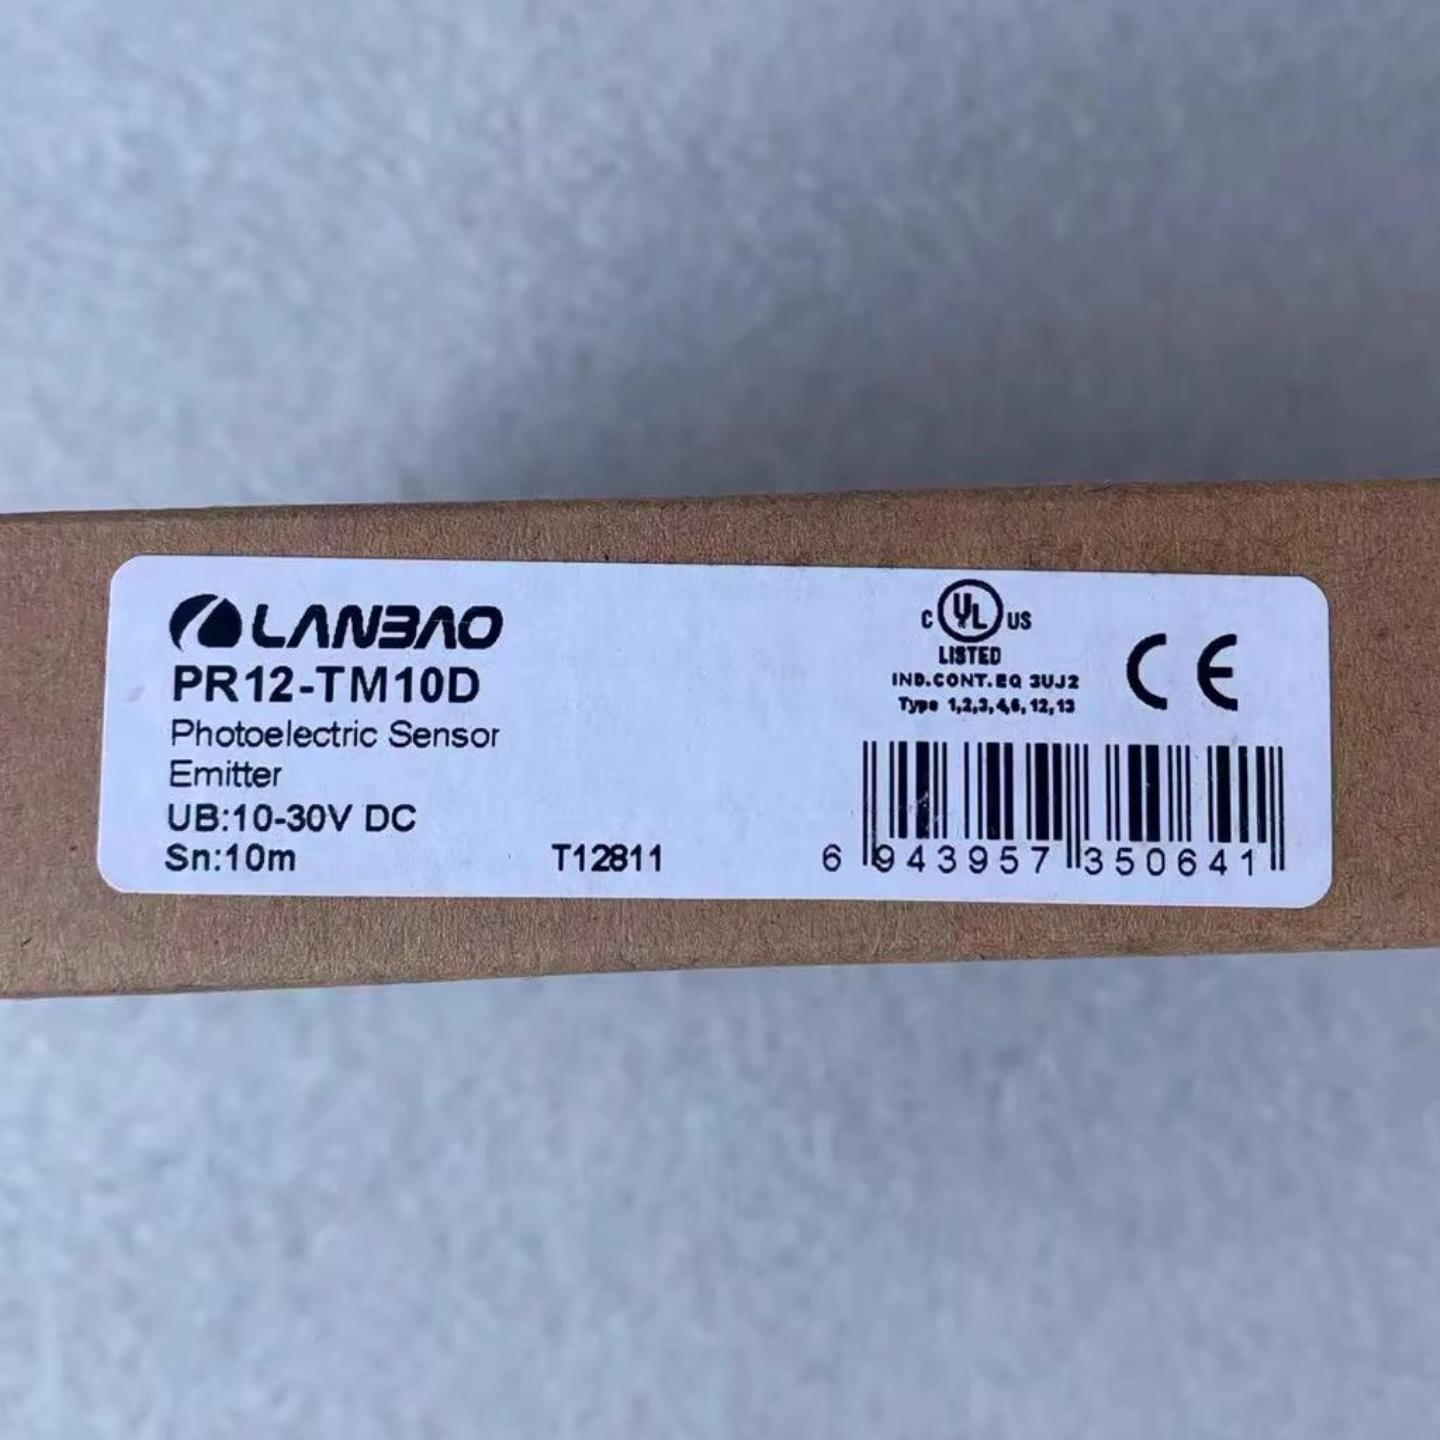 LANBAO
PR12-TM10D
Photoelectric Sensor
Emitter
UB:10-30V DC
Sn:10m
T12811
C UL US
LISTED
IND.CONT.EQ 3UJ2
Type 1,2,3,4,6,12,13
CE
6 943957 350641